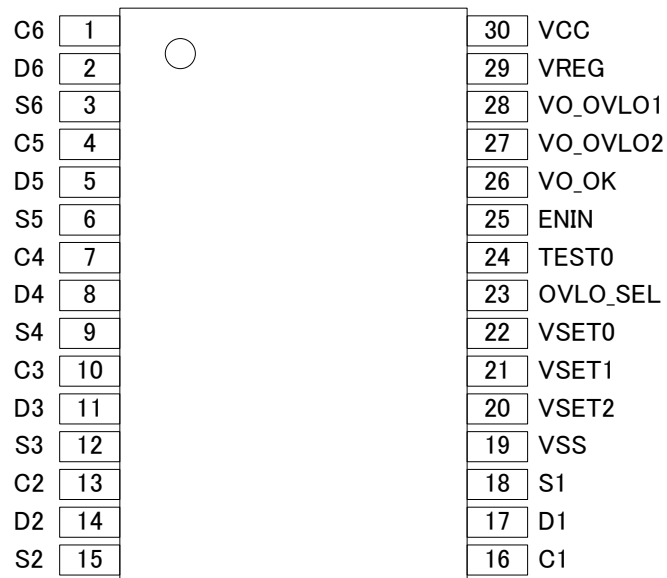 C6 1 30 VCC
D6 2 29 VREG
S6 3 28 VO_OVLO1
C5 4 27 VO_OVLO2
D5 5 26 VO_OK
S5 6 25 ENIN
C4 7 24 TEST0
D4 8 23 OVLO_SEL
S4 9 22 VSET0
C3 10 21 VSET1
D3 11 20 VSET2
S3 12 19 VSS
C2 13 18 S1
D2 14 17 D1
S2 15 16 C1